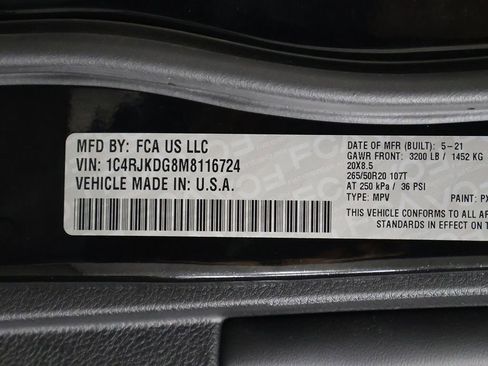 MFD BY: FCA US LLC
VIN: 1C4RJKDG8M8116724
VEHICLE MADE IN: U.S.A.
DATE OF MFR (BUILT): 5-21
GAWR FRONT: 3200 LB / 1452 KG
20X8.5
265/50R20 107T
AT 250 kPa / 36 PSI
TYPE: MPV PAINT: PX
THIS VEHICLE CONFORMS TO ALL AP
STANDARDS IN EFFECT O